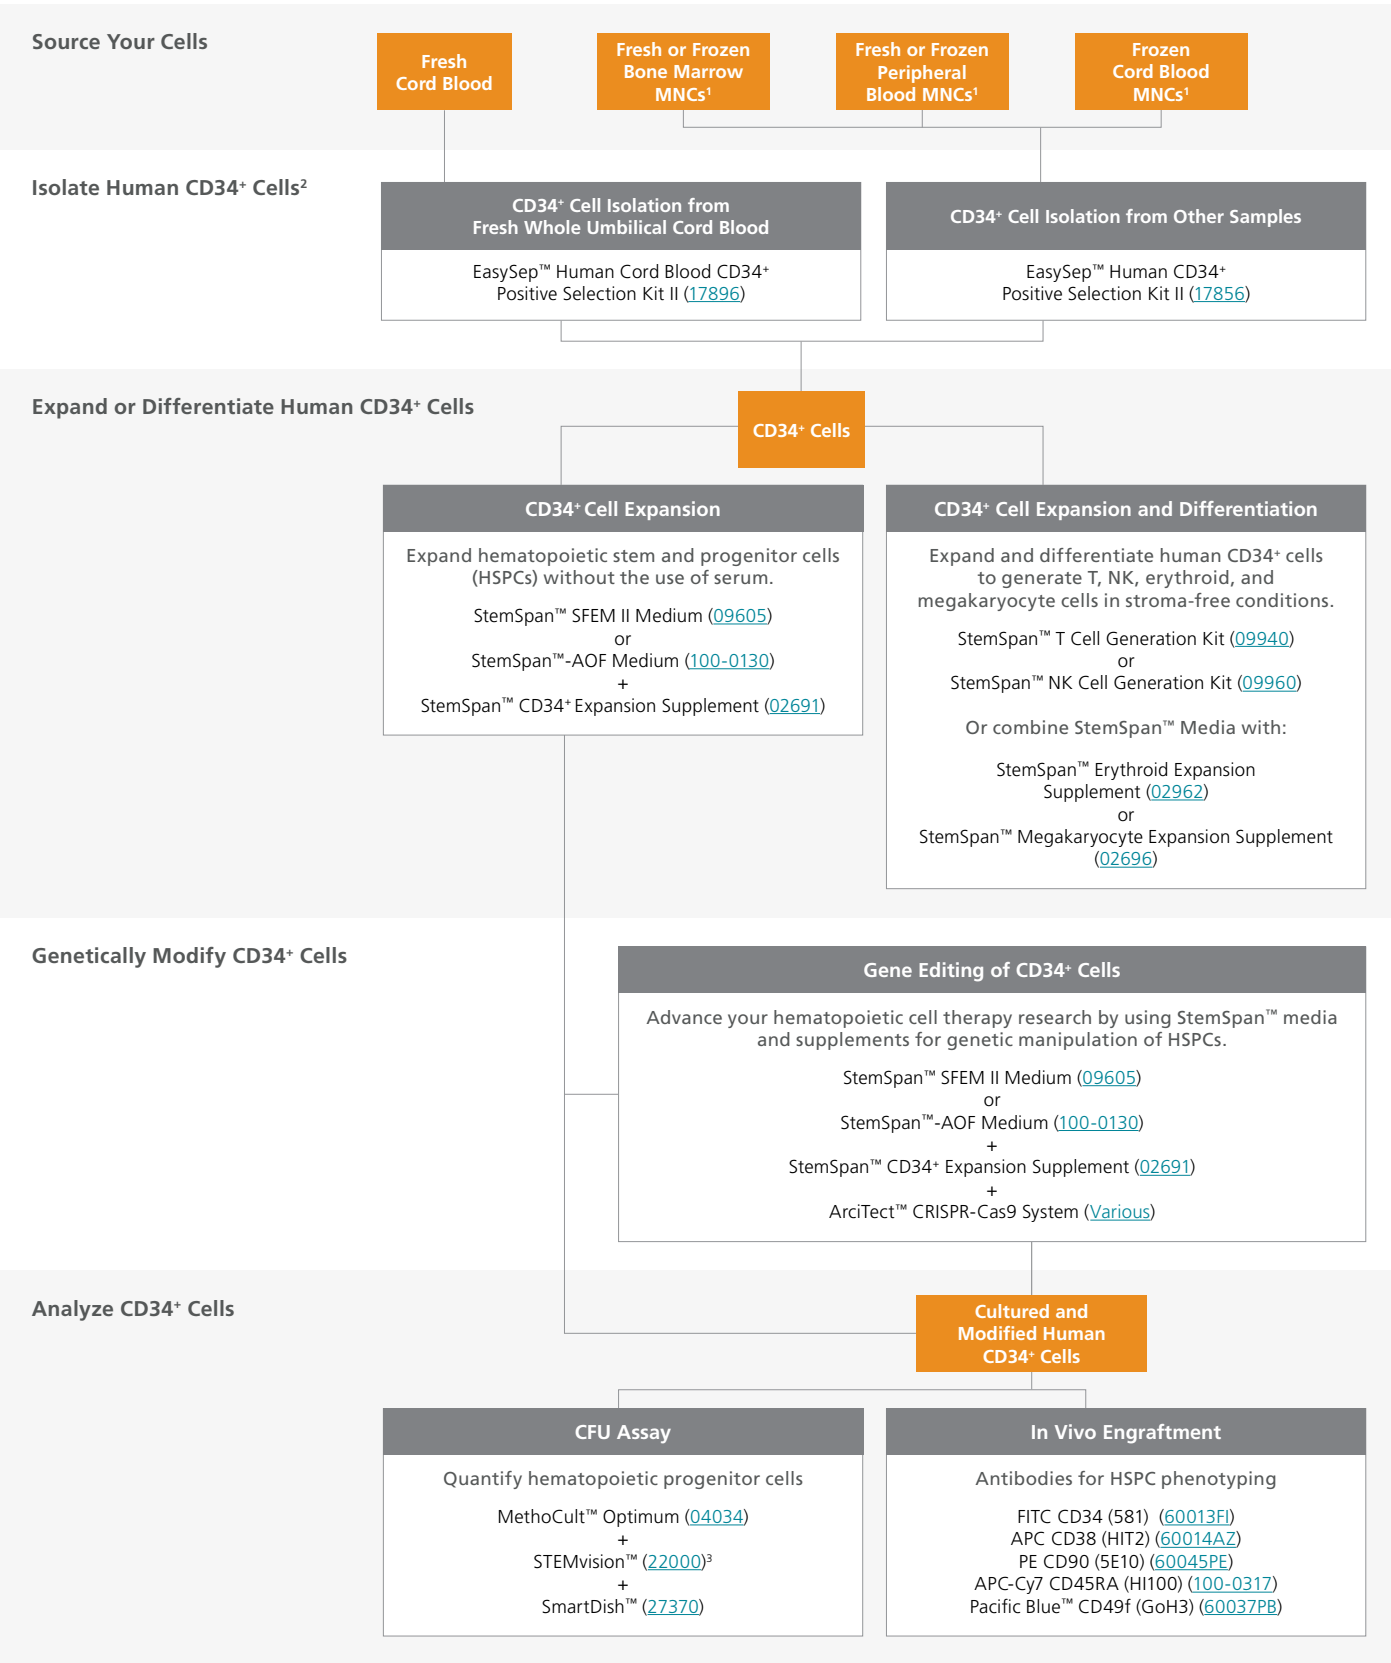 Source Your Cells
Fresh
Cord Blood
Fresh or Frozen
Bone Marrow
MNCs¹
Fresh or Frozen
Peripheral
Blood MNCs¹
Frozen
Cord Blood
MNCs¹
Isolate Human CD34⁺ Cells²
CD34⁺ Cell Isolation from
Fresh Whole Umbilical Cord Blood
EasySep™ Human Cord Blood CD34⁺
Positive Selection Kit II (17896)
CD34⁺ Cell Isolation from Other Samples
EasySep™ Human CD34⁺
Positive Selection Kit II (17856)
Expand or Differentiate Human CD34⁺ Cells
CD34⁺ Cells
CD34⁺ Cell Expansion
Expand hematopoietic stem and progenitor cells
(HSPCs) without the use of serum.
StemSpan™ SFEM II Medium (09605)
or
StemSpan™-AOF Medium (100-0130)
+
StemSpan™ CD34⁺ Expansion Supplement (02691)
CD34⁺ Cell Expansion and Differentiation
Expand and differentiate human CD34⁺ cells
to generate T, NK, erythroid, and
megakaryocyte cells in stroma-free conditions.
StemSpan™ T Cell Generation Kit (09940)
or
StemSpan™ NK Cell Generation Kit (09960)
Or combine StemSpan™ Media with:
StemSpan™ Erythroid Expansion
Supplement (02962)
or
StemSpan™ Megakaryocyte Expansion Supplement
(02696)
Genetically Modify CD34⁺ Cells
Gene Editing of CD34⁺ Cells
Advance your hematopoietic cell therapy research by using StemSpan™ media
and supplements for genetic manipulation of HSPCs.
StemSpan™ SFEM II Medium (09605)
or
StemSpan™-AOF Medium (100-0130)
+
StemSpan™ CD34⁺ Expansion Supplement (02691)
+
ArciTect™ CRISPR-Cas9 System (Various)
Analyze CD34⁺ Cells
Cultured and
Modified Human
CD34⁺ Cells
CFU Assay
Quantify hematopoietic progenitor cells
MethoCult™ Optimum (04034)
+
STEMvision™ (22000)³
+
SmartDish™ (27370)
In Vivo Engraftment
Antibodies for HSPC phenotyping
FITC CD34 (581) (60013FI)
APC CD38 (HIT2) (60014AZ)
PE CD90 (5E10) (60045PE)
APC-Cy7 CD45RA (HI100) (100-0317)
Pacific Blue™ CD49f (GoH3) (60037PB)